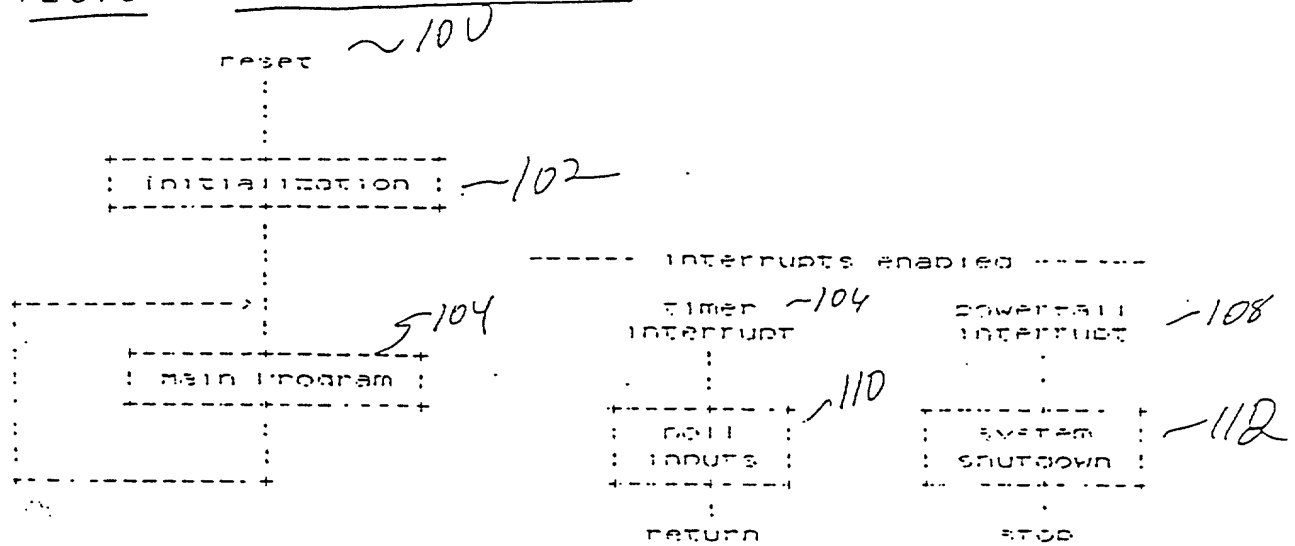 reset ~100
initialization 102
interrupts enabled
Main Program 104
timer interrupt 104
powerfail interrupt 108
poll inputs 110
system shutdown 112
return
stop